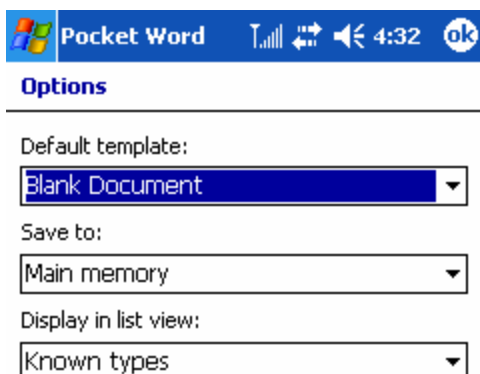 Pocket Word 4:32 ok
Options
Default template:
Blank Document
Save to:
Main memory
Display in list view:
Known types